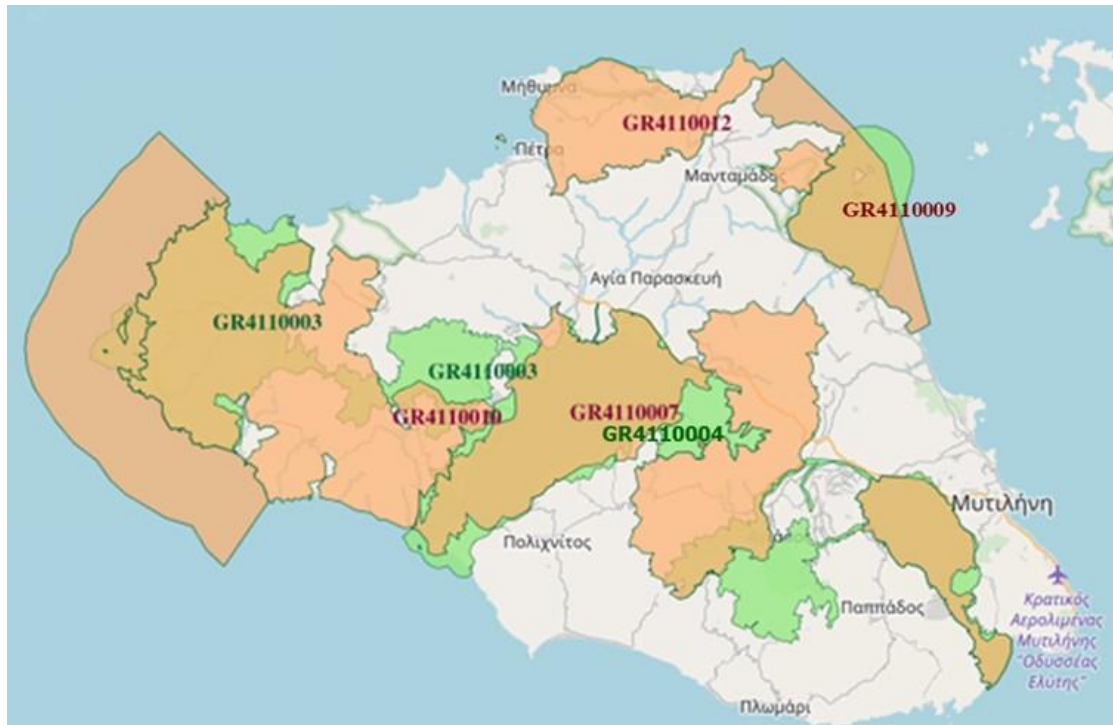 Μήθυμνα
GR4110012
Πέτρα
Μανταμάδος
GR4110009
Αγία Παρασκευή
GR4110003
GR4110003
GR4110010
GR4110007
GR4110004
Μυτιλήνη
Πολιχνίτος
Παππάδος
Κρατικός
Αερολιμένας
Μυτιλήνης
"Οδυσσέας
Ελύτης"
Πλωμάρι